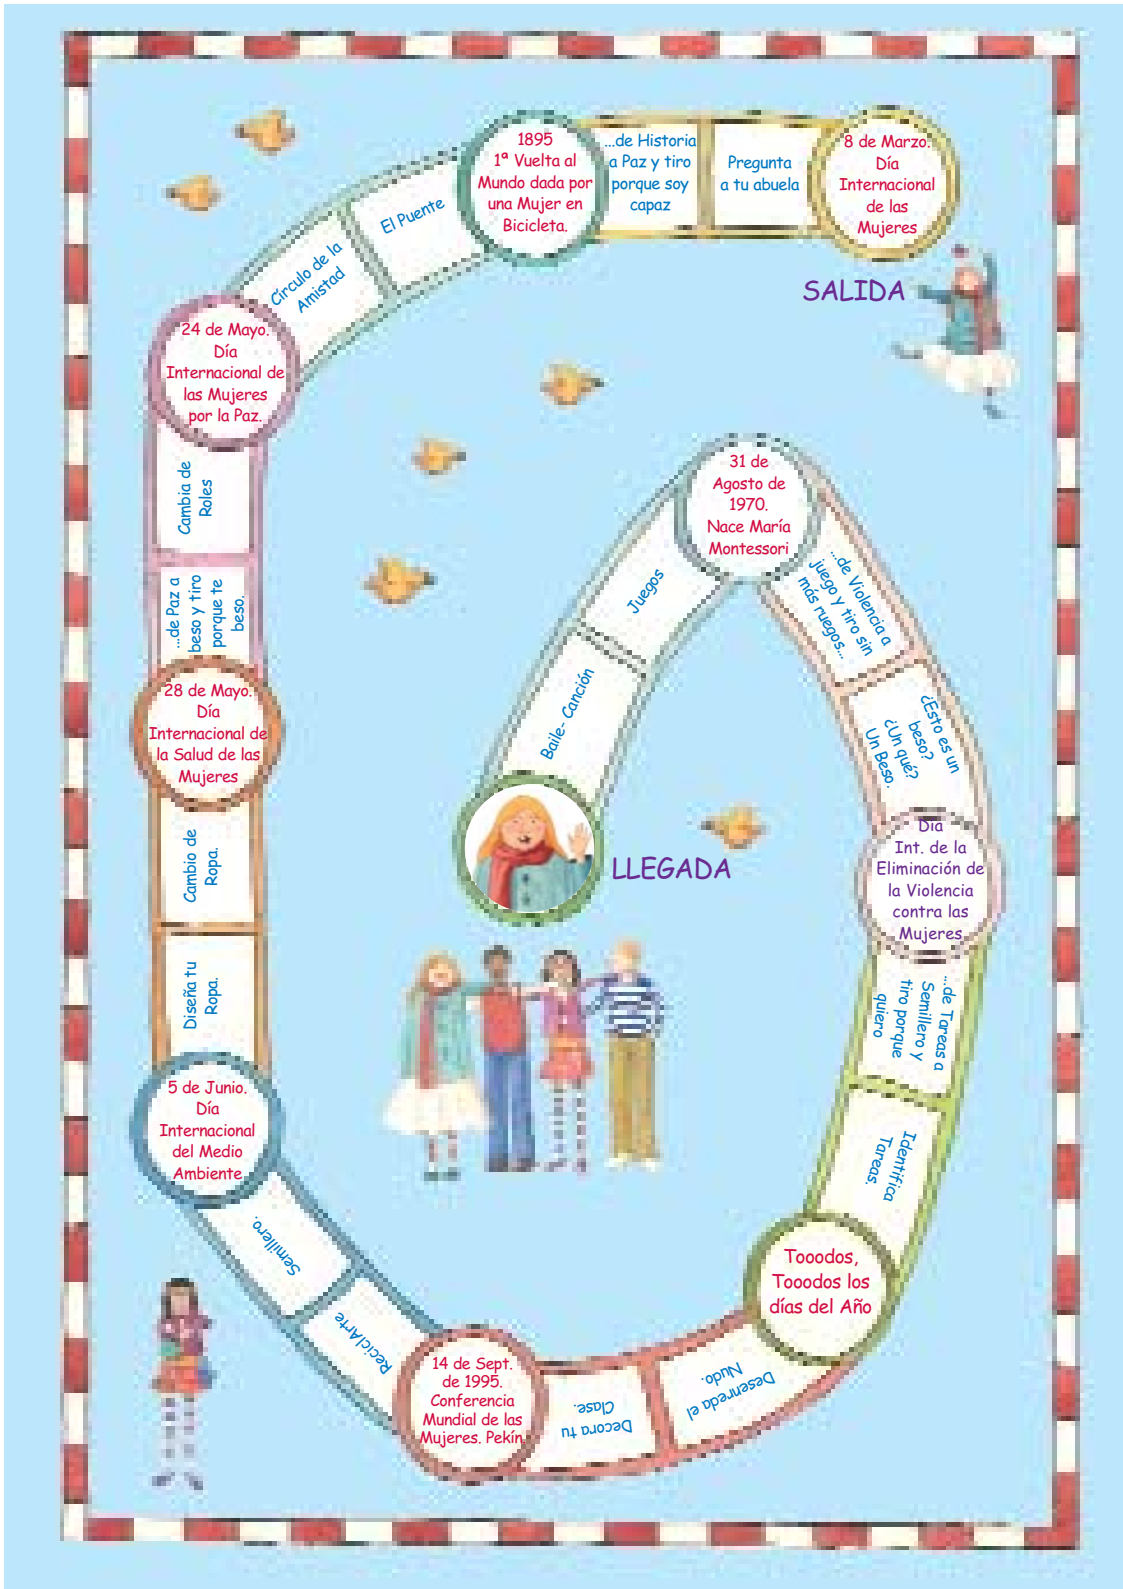 8 de Marzo.
Día
Internacional
de las
Mujeres
SALIDA
Pregunta
a tu abuela
...de Historia
a Paz y tiro
porque soy
capaz
1895
1ª Vuelta al
Mundo dada por
una Mujer en
Bicicleta.
El Puente
Círculo de la
Amistad
24 de Mayo.
Día
Internacional de
las Mujeres
por la Paz.
Cambia de
Roles
...de Paz a
beso y tiro
porque te
beso.
28 de Mayo.
Día
Internacional de
la Salud de las
Mujeres
Cambio de
Ropa.
Diseña tu
Ropa.
5 de Junio.
Día
Internacional
del Medio
Ambiente
Semillero.
ReciclArte
14 de Sept.
de 1995.
Conferencia
Mundial de las
Mujeres. Pekín
Decora tu
Clase.
Desenreda el
Nudo.
Tooodos,
Tooodos los
días del Año
Identifica
Tareas.
...de Tareas a
Semillero y
tiro porque
quiero
Día
Int. de la
Eliminación de
la Violencia
contra las
Mujeres
¿Esto es un
beso?
¿Un qué?
Un Beso.
...de Violencia a
juego y tiro sin
más ruegos...
31 de
Agosto de
1970.
Nace María
Montessori
Juegos
Baile- Canción
LLEGADA